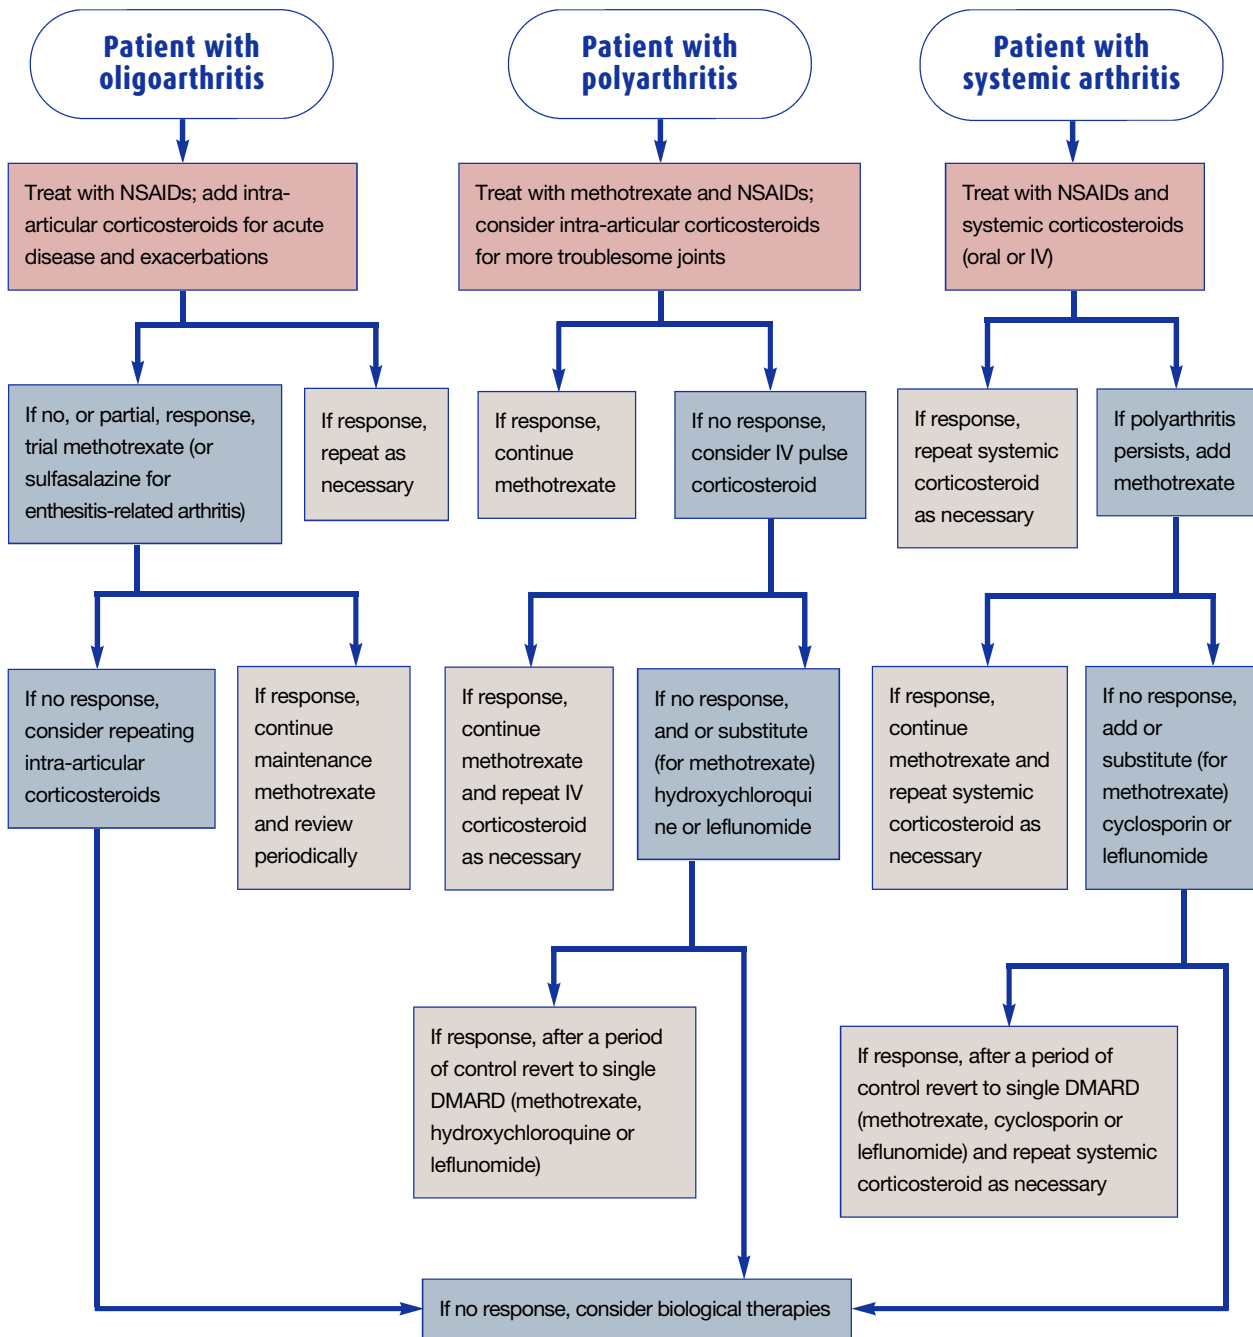 Patient with
oligoarthritis
Patient with
polyarthritis
Patient with
systemic arthritis
Treat with NSAIDs; add intra-
articular corticosteroids for acute
disease and exacerbations
Treat with methotrexate and NSAIDs;
consider intra-articular corticosteroids
for more troublesome joints
Treat with NSAIDs and
systemic corticosteroids
(oral or IV)
If no, or partial, response,
trial methotrexate (or
sulfasalazine for
enthesitis-related arthritis)
If response,
repeat as
necessary
If response,
continue
methotrexate
If no response,
consider IV pulse
corticosteroid
If response,
repeat systemic
corticosteroid
as necessary
If polyarthritis
persists, add
methotrexate
If no response,
consider repeating
intra-articular
corticosteroids
If response,
continue
maintenance
methotrexate
and review
periodically
If response,
continue
methotrexate
and repeat IV
corticosteroid
as necessary
If no response,
and or substitute
(for methotrexate)
hydroxychloroqui
ne or leflunomide
If response,
continue
methotrexate and
repeat systemic
corticosteroid as
necessary
If no response,
add or
substitute (for
methotrexate)
cyclosporin or
leflunomide
If response, after a period
of control revert to single
DMARD (methotrexate,
hydroxychloroquine or
leflunomide)
If response, after a period of
control revert to single DMARD
(methotrexate, cyclosporin or
leflunomide) and repeat systemic
corticosteroid as necessary
If no response, consider biological therapies